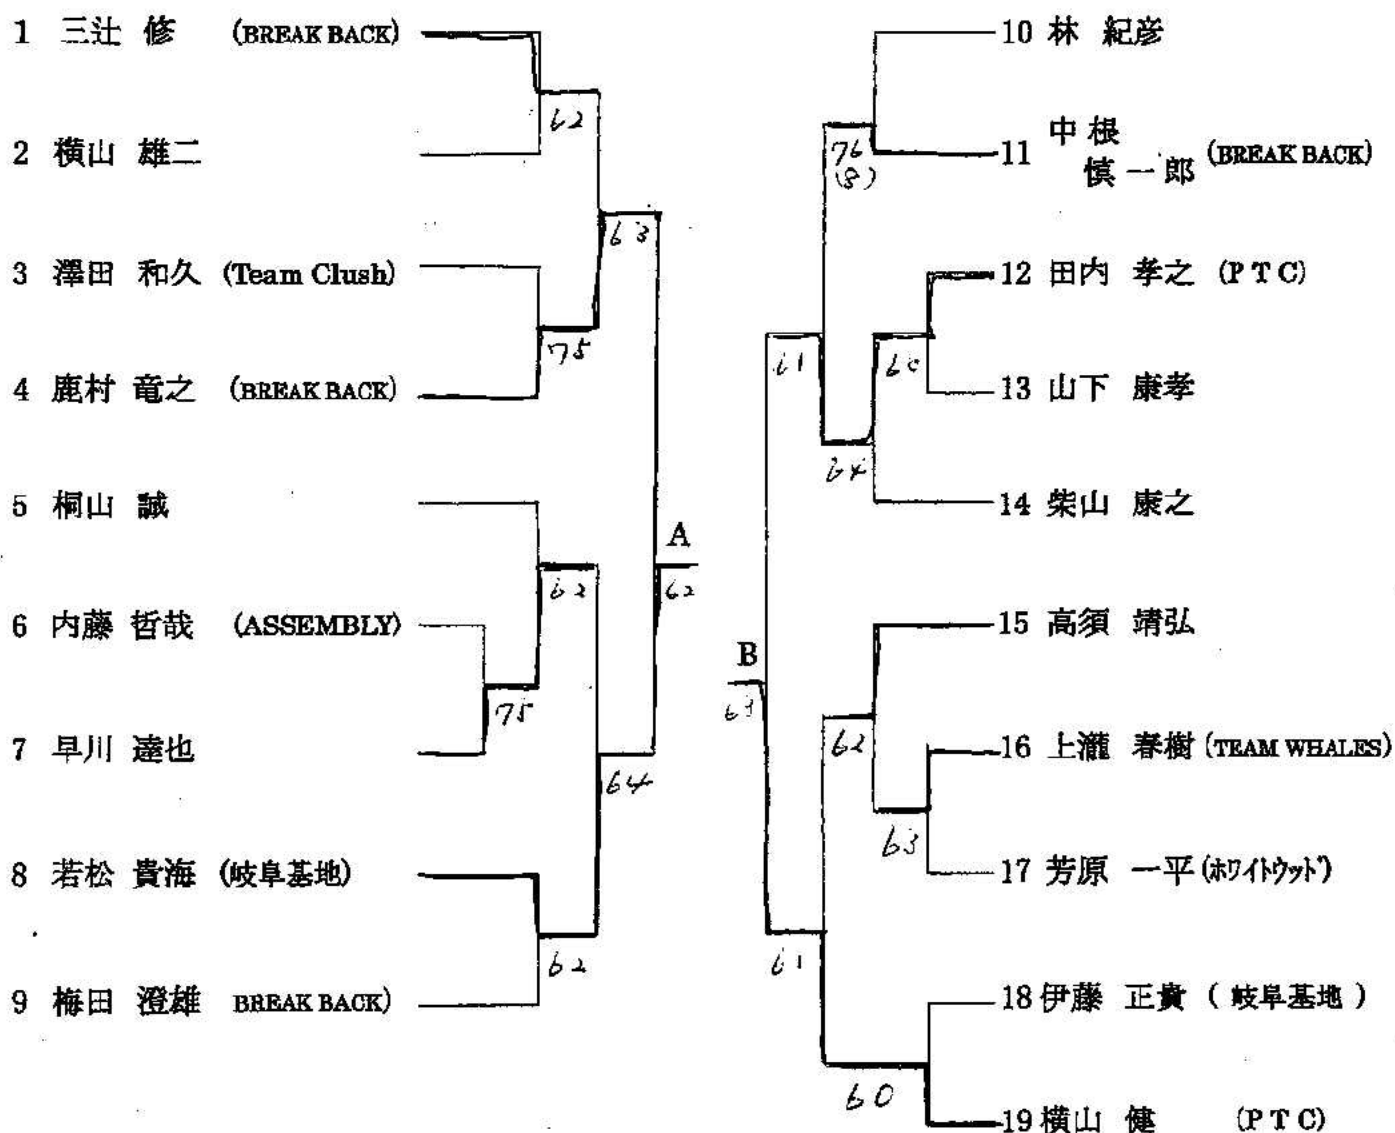 1 三辻 修 (BREAK BACK)
62
2 横山 雄二
63
3 澤田 和久 (Team Clush)
75
4 鹿村 竜之 (BREAK BACK)
5 桐山 誠
A
62
62
6 内藤 哲哉 (ASSEMBLY)
75
7 早川 達也
64
8 若松 貴海 (岐阜基地)
62
9 梅田 澄雄 BREAK BACK)
10 林 紀彦
76
(8)
11 中根
慎一郎 (BREAK BACK)
12 田内 孝之 (PTC)
61
13 山下 康孝
64
14 柴山 康之
15 高須 靖弘
B
63
62
16 上瀧 春樹 (TEAM WHALES)
63
17 芳原 一平 (ホワイトウッド)
61
18 伊藤 正貴 (岐阜基地)
60
19 横山 健 (PTC)